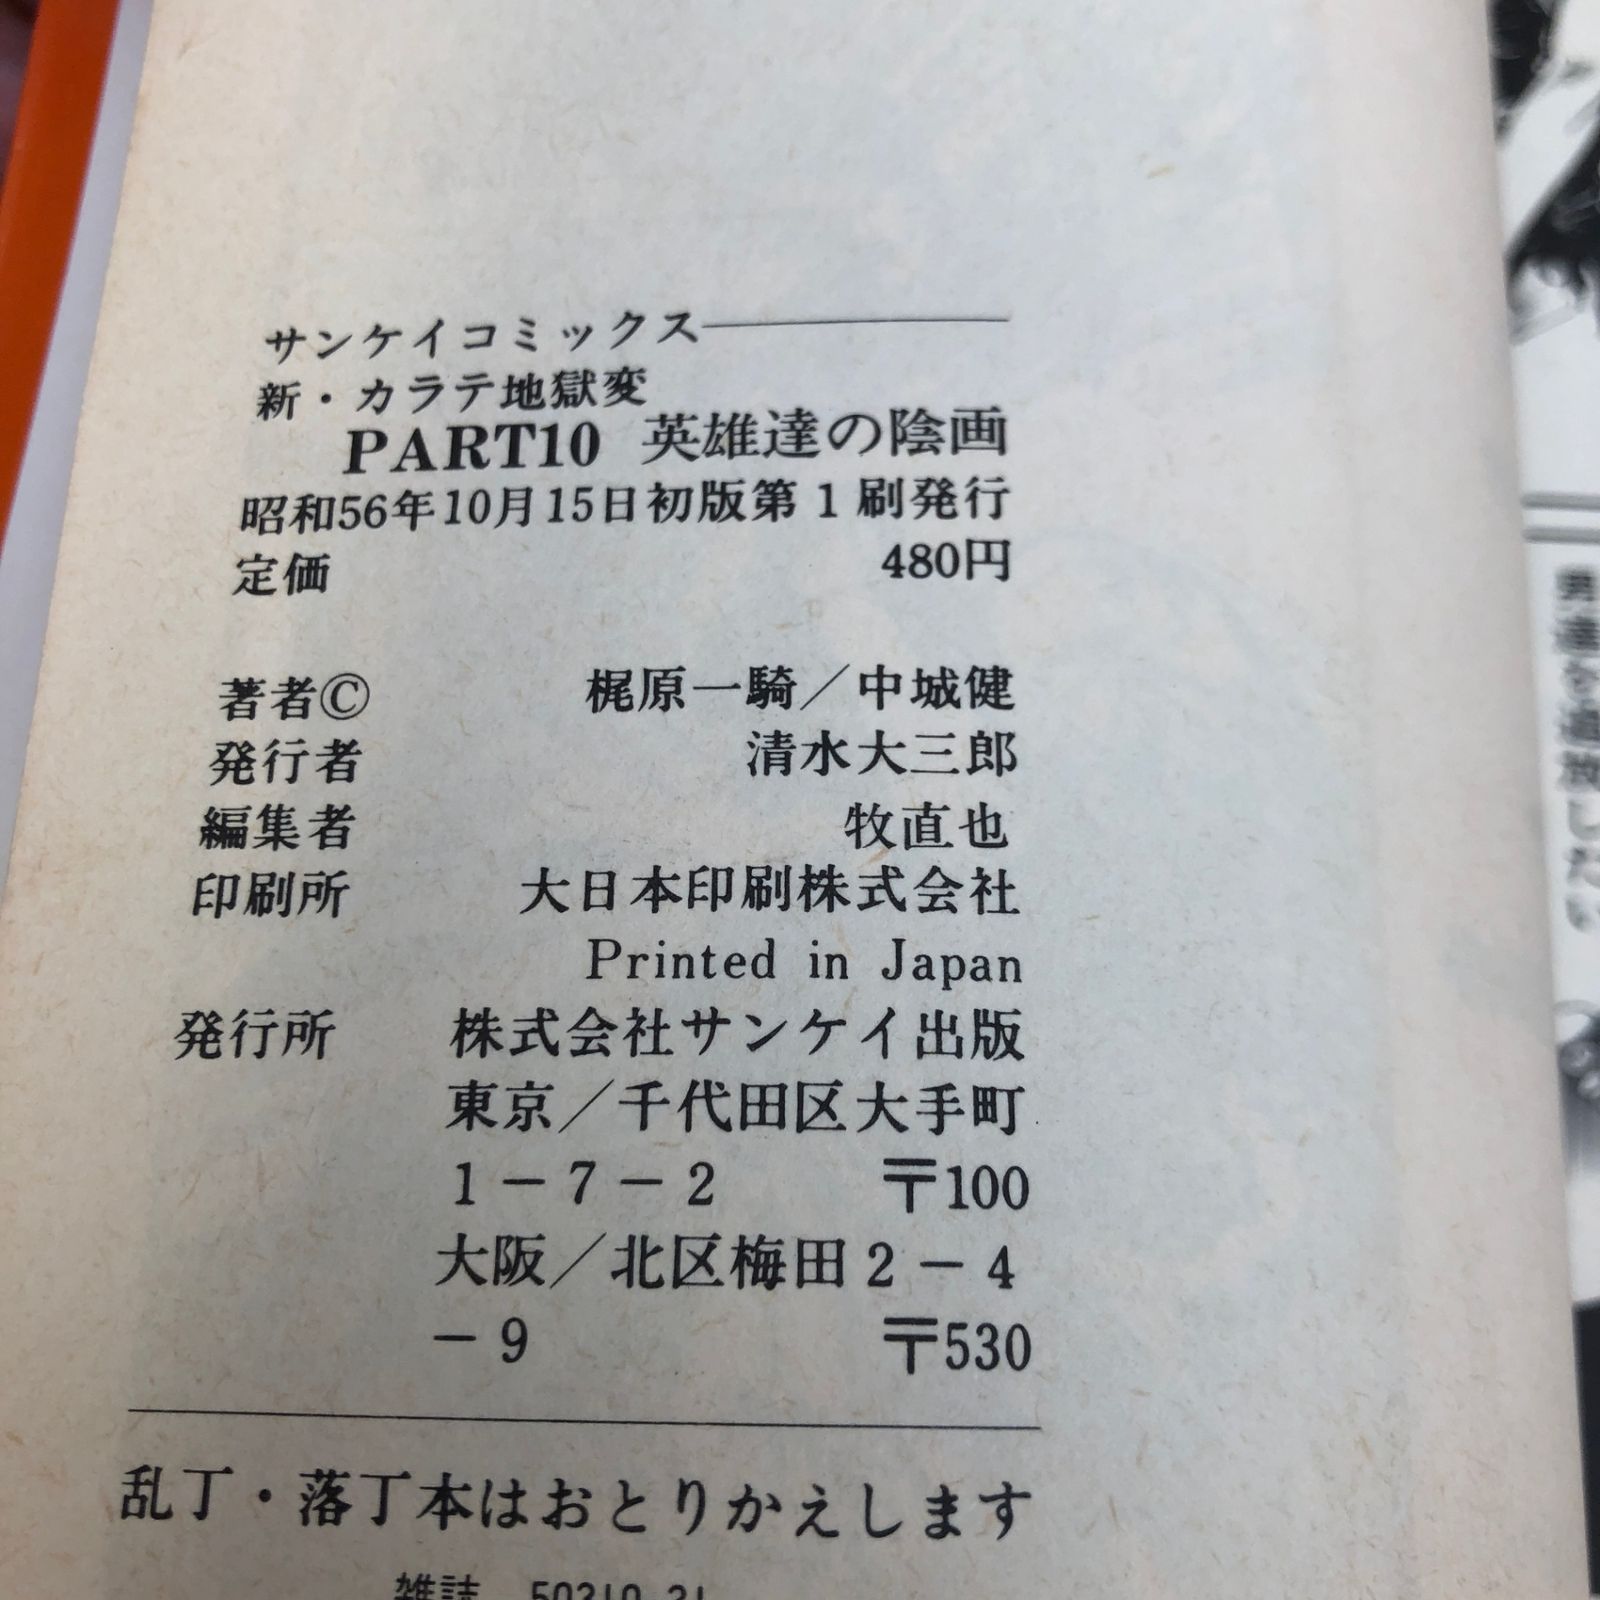 サンケイコミックス
新・カラテ地獄変
PART10 英雄達の陰画
昭和56年10月15日初版第1刷発行
定価 480円
著者© 梶原一騎／中城健
発行者 清水大三郎
編集者 牧直也
印刷所 大日本印刷株式会社
Printed in Japan
発行所 株式会社サンケイ出版
東京／千代田区大手町
1-7-2 〒100
大阪／北区梅田2-4
-9 〒530
乱丁・落丁本はおとりかえします
雑誌